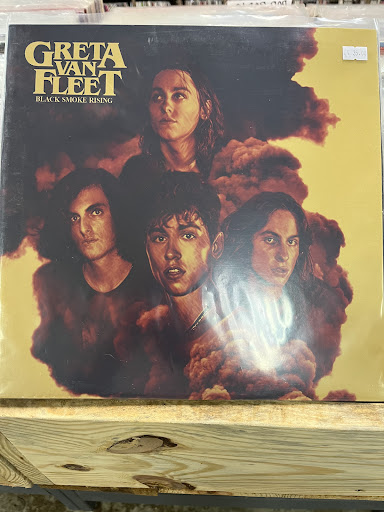 GRETA
VAN
FLEET
BLACK SMOKE RISING